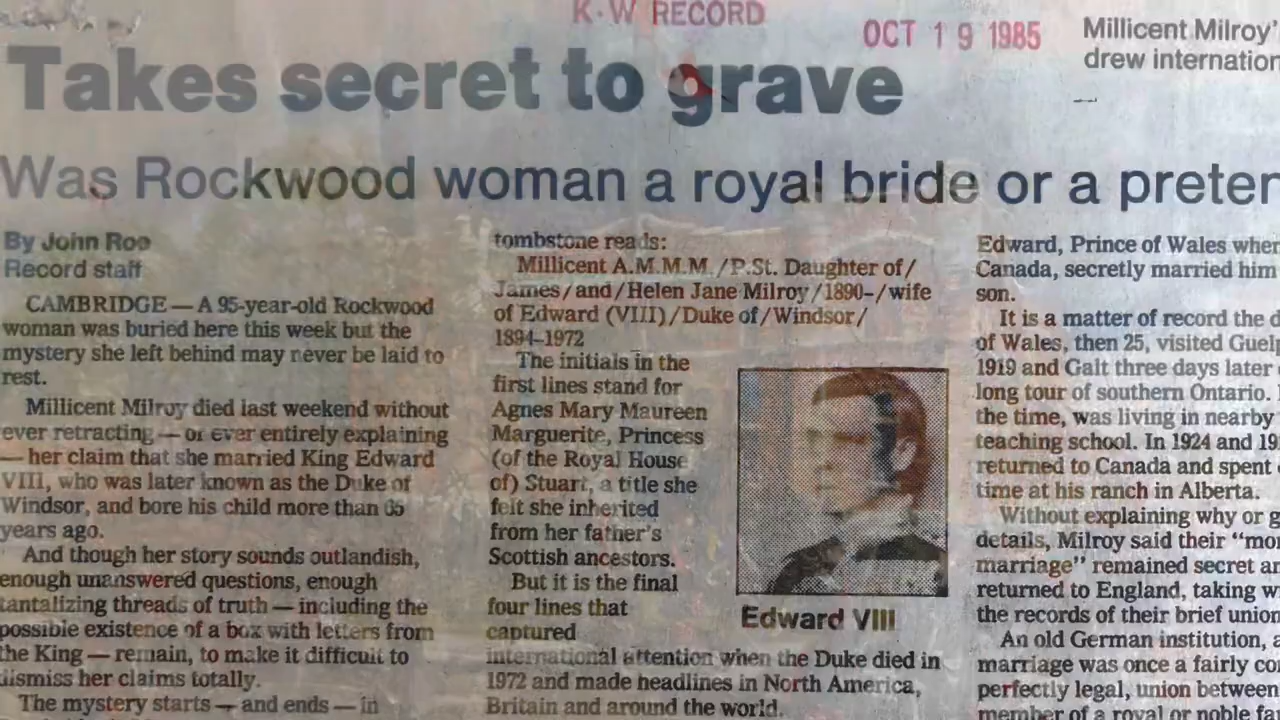 K-W RECORD
OCT 19 1985
Millicent Milroy'
drew internation
Takes secret to grave
Was Rockwood woman a royal bride or a preten
By John Roe
Record staff
CAMBRIDGE — A 95-year-old Rockwood
woman was buried here this week but the
mystery she left behind may never be laid to
rest.
Millicent Milroy died last weekend without
ever retracting — or ever entirely explaining
— her claim that she married King Edward
VIII, who was later known as the Duke of
Windsor, and bore his child more than 65
years ago.
And though her story sounds outlandish,
enough unanswered questions, enough
tantalizing threads of truth — including the
possible existence of a box with letters from
the King — remain, to make it difficult to
dismiss her claims totally.
The mystery starts — and ends — in
tombstone reads:
Millicent A.M.M.M./P.St. Daughter of/
James/and/Helen Jane Milroy/1890-/wife
of Edward (VIII)/Duke of/Windsor/
1894-1972
The initials in the
first lines stand for
Agnes Mary Maureen
Marguerite, Princess
(of the Royal House
of) Stuart, a title she
felt she inherited
from her father's
Scottish ancestors.
But it is the final
four lines that
captured
international attention when the Duke died in
1972 and made headlines in North America,
Britain and around the world.
Edward VIII
Edward, Prince of Wales when
Canada, secretly married him
son.
It is a matter of record the d
of Wales, then 25, visited Guelp
1919 and Galt three days later
long tour of southern Ontario.
the time, was living in nearby
teaching school. In 1924 and 19
returned to Canada and spent
time at his ranch in Alberta.
Without explaining why or g
details, Milroy said their "mor
marriage" remained secret an
returned to England, taking w
the records of their brief union
An old German institution, a
marriage was once a fairly co
perfectly legal, union between
member of a royal or noble fa